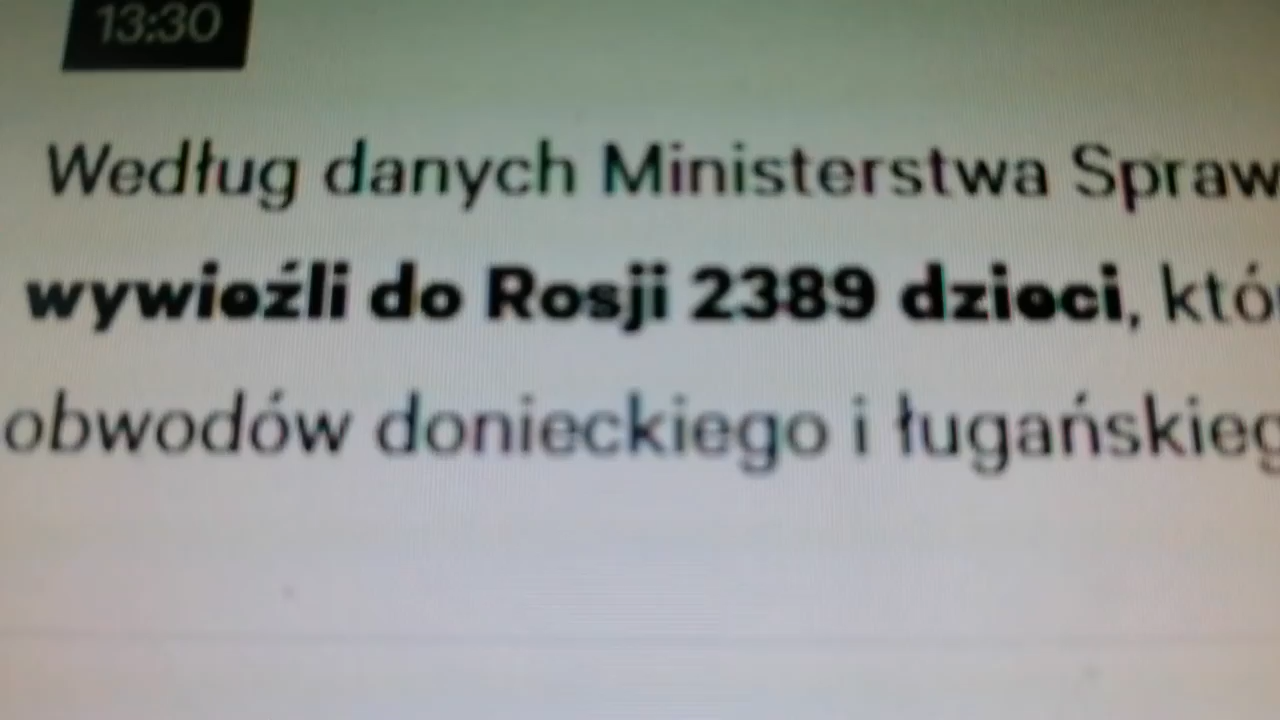 13:30
Według danych Ministerstwa Spraw
wywieźli do Rosji 2389 dzieci, któ
obwodów donieckiego i ługańskieg